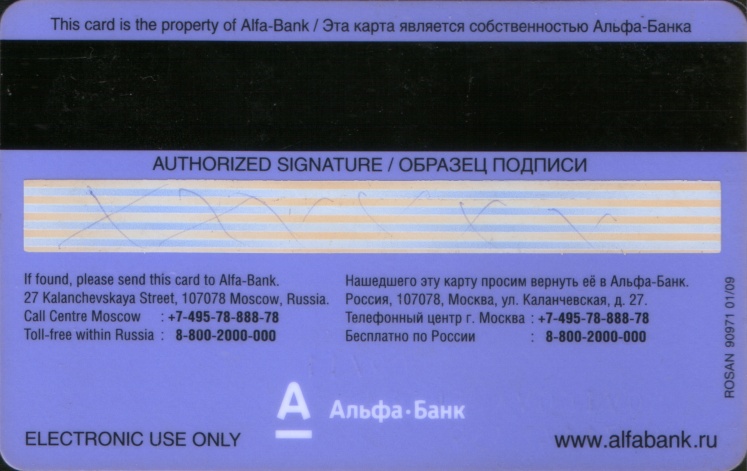 This card is the property of Alfa-Bank / Эта карта является собственностью Альфа-Банка
AUTHORIZED SIGNATURE / ОБРАЗЕЦ ПОДПИСИ
If found, please send this card to Alfa-Bank.
27 Kalanchevskaya Street, 107078 Moscow, Russia.
Call Centre Moscow : +7-495-78-888-78
Toll-free within Russia : 8-800-2000-000
Нашедшего эту карту просим вернуть её в Альфа-Банк.
Россия, 107078, Москва, ул. Каланчевская, д. 27.
Телефонный центр г. Москва : +7-495-78-888-78
Бесплатно по России : 8-800-2000-000
ROSAN 90971 01/09
А Альфа·Банк
ELECTRONIC USE ONLY
www.alfabank.ru